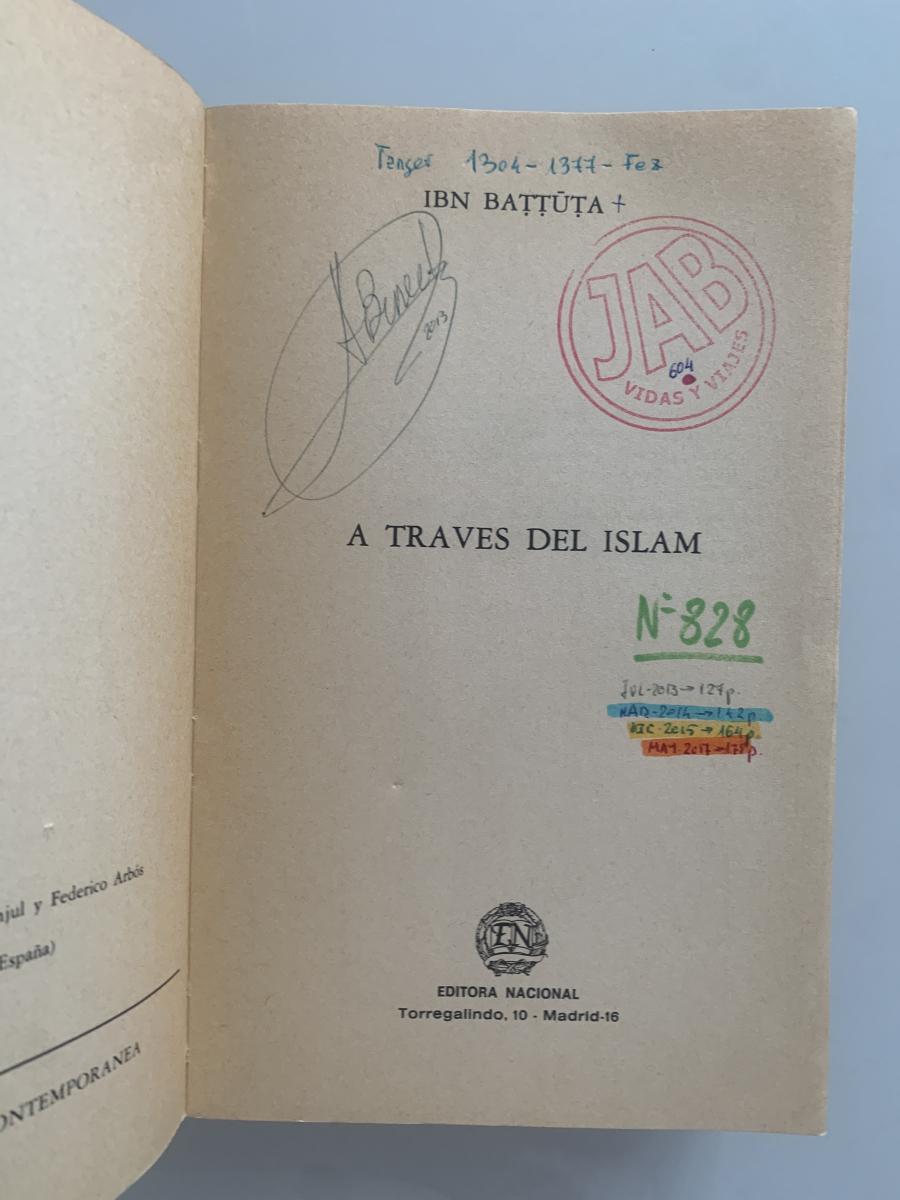 Tanger 1304-1377-Fez
IBN BAṬṬŪṬA +
2013
JAB
604
VIDAS Y VIAJES
A TRAVES DEL ISLAM
Nº 828
JUL-2013→127p.
MAR-2014→142p.
DIC-2015→164p.
MAY-2017→175p.
njul y Federico Arbós
España)
ONTEMPORANEA
EN
EDITORA NACIONAL
Torregalindo, 10 - Madrid-16